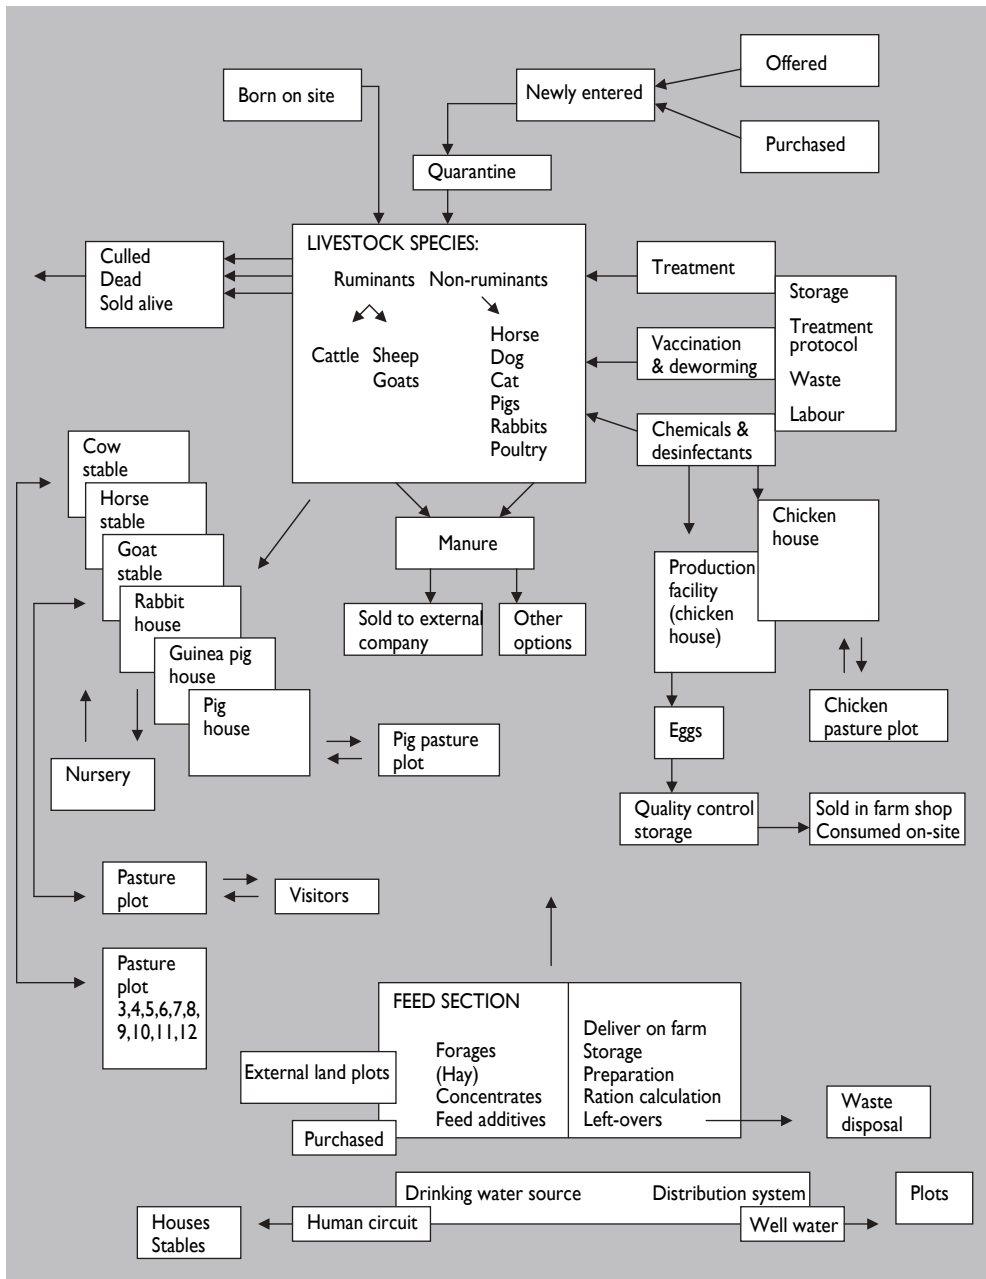 Offered
Born on site
Newly entered
Purchased
Quarantine
LIVESTOCK SPECIES:
Ruminants
Non-ruminants
Cattle
Sheep
Goats
Horse
Dog
Cat
Pigs
Rabbits
Poultry
Culled
Dead
Sold alive
Treatment
Vaccination
& deworming
Chemicals &
desinfectants
Storage
Treatment
protocol
Waste
Labour
Cow
stable
Horse
stable
Goat
stable
Rabbit
house
Guinea pig
house
Pig
house
Manure
Sold to external
company
Other
options
Chicken
house
Production
facility
(chicken
house)
Chicken
pasture plot
Nursery
Pig pasture
plot
Eggs
Quality control
storage
Sold in farm shop
Consumed on-site
Pasture
plot
Visitors
Pasture
plot
3,4,5,6,7,8,
9,10,11,12
FEED SECTION
Forages
(Hay)
Concentrates
Feed additives
Deliver on farm
Storage
Preparation
Ration calculation
Left-overs
External land plots
Purchased
Waste
disposal
Drinking water source
Distribution system
Plots
Houses
Stables
Human circuit
Well water